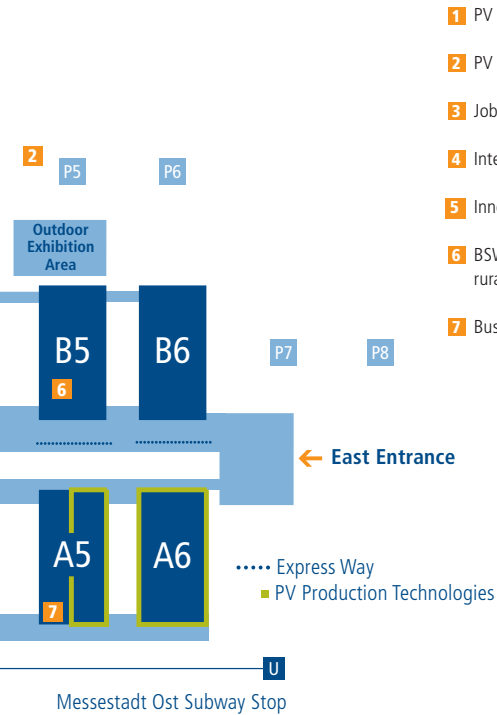 1 PV
2 PV
3 Job
4 Inte
5 Inn
6 BSW
rura
7 Bus
2
P5
P6
Outdoor
Exhibition
Area
B5
B6
6
P7
P8
← East Entrance
A5
A6
7
Express Way
PV Production Technologies
U
Messestadt Ost Subway Stop